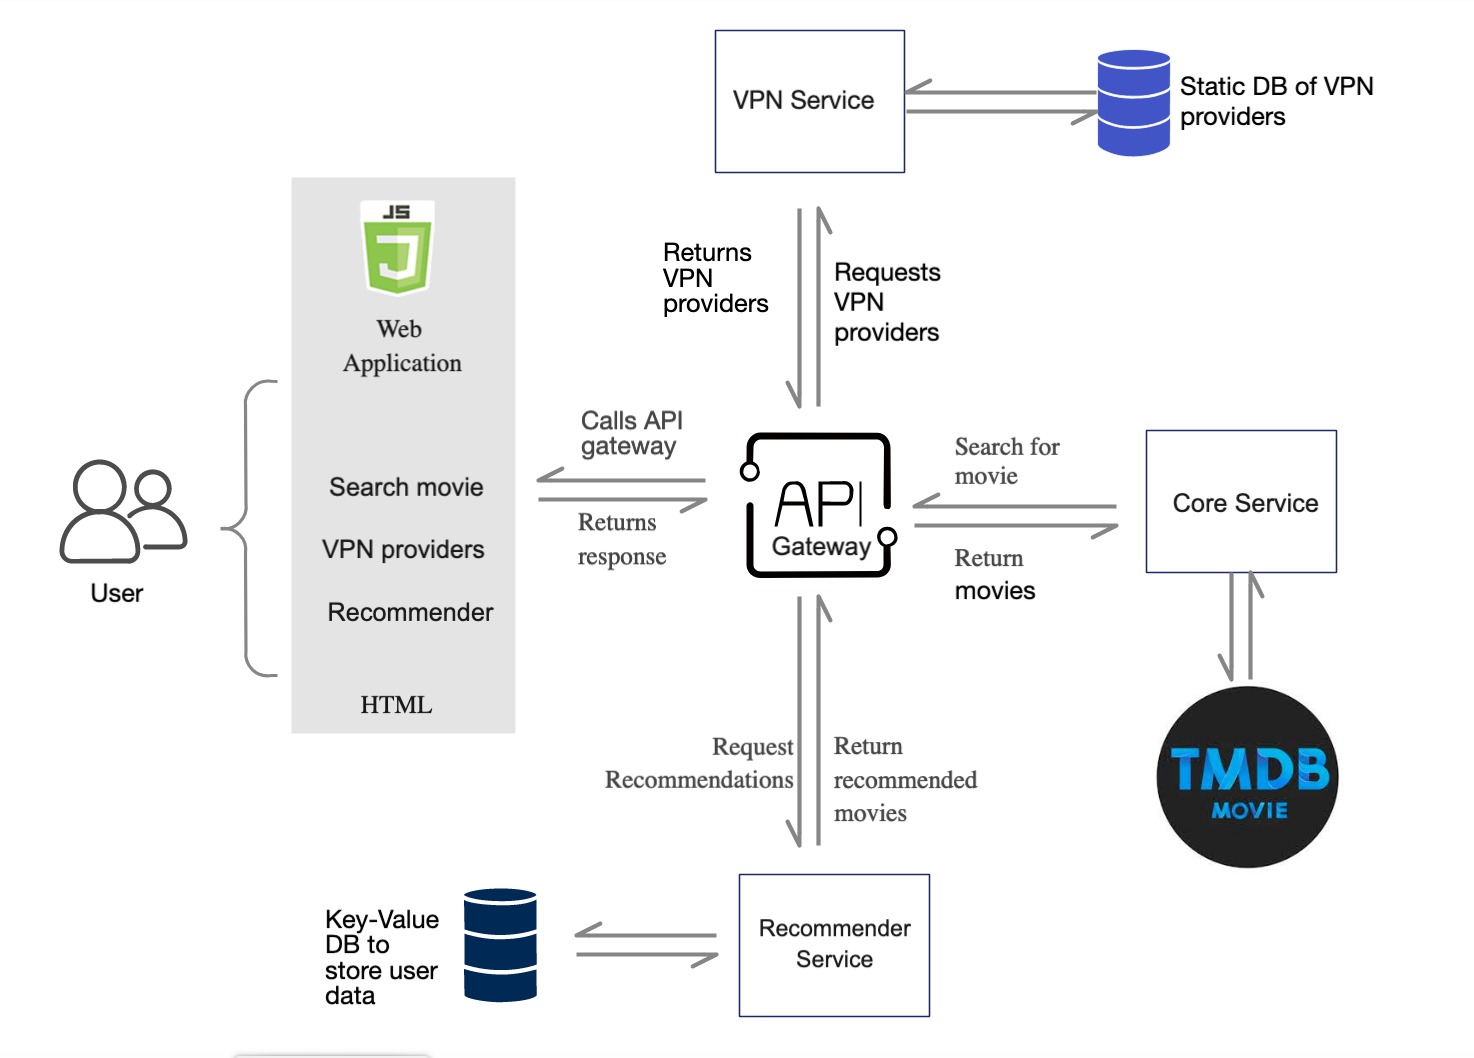 VPN Service
Static DB of VPN
providers
JS
Web
Application
Returns
VPN
providers
Requests
VPN
providers
Search movie
VPN providers
Recommender
HTML
User
Calls API
gateway
Returns
response
API
Gateway
Search for
movie
Return
movies
Core Service
TMDB
MOVIE
Request
Recommendations
Return
recommended
movies
Key-Value
DB to
store user
data
Recommender
Service